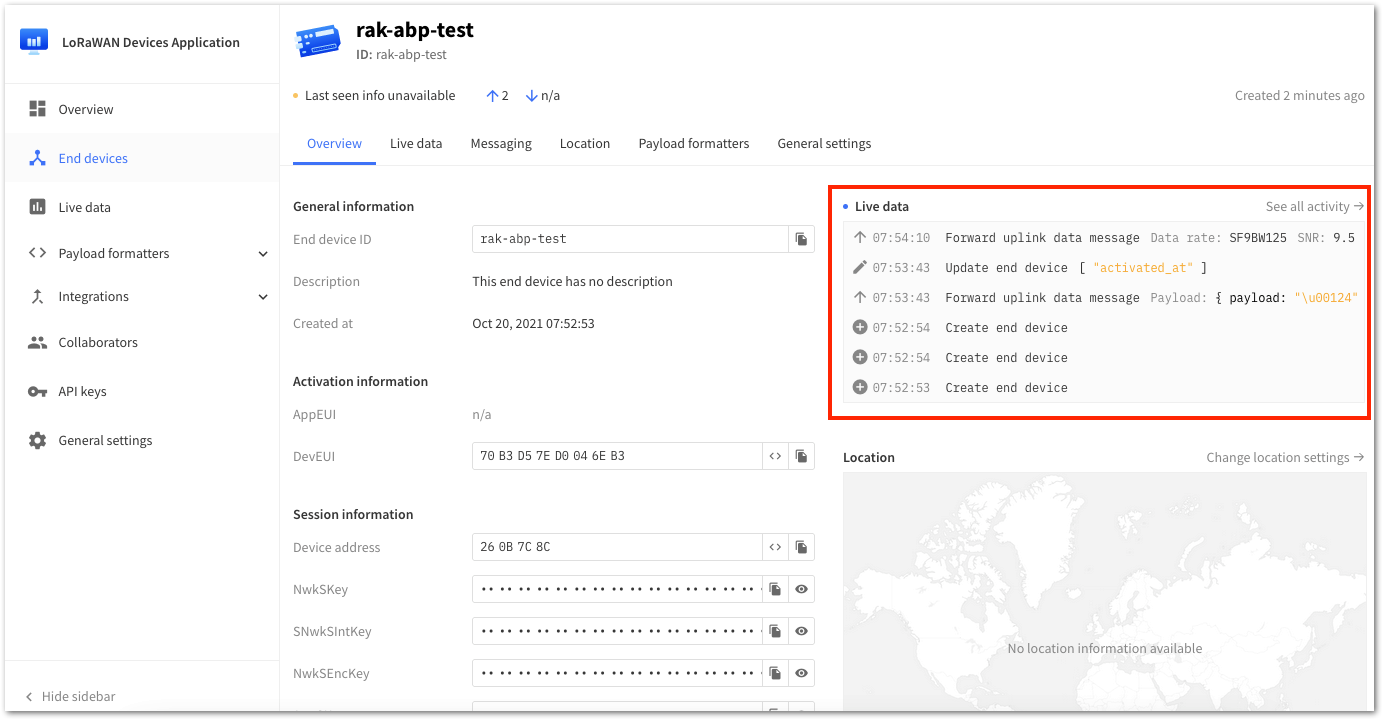 LoRaWAN Devices Application
Overview
End devices
Live data
Payload formatters
Integrations
Collaborators
API keys
General settings
Hide sidebar
rak-abp-test
ID: rak-abp-test
Last seen info unavailable 2 n/a
Created 2 minutes ago
Overview Live data Messaging Location Payload formatters General settings
General information
End device ID rak-abp-test
Description This end device has no description
Created at Oct 20, 2021 07:52:53
Activation information
AppEUI n/a
DevEUI 70 B3 D5 7E D0 04 6E B3
Session information
Device address 26 0B 7C 8C
NwkSKey
SNwkSIntKey
NwkSEncKey
Live data See all activity
07:54:10 Forward uplink data message Data rate: SF9BW125 SNR: 9.5
07:53:43 Update end device [ "activated_at" ]
07:53:43 Forward uplink data message Payload: { payload: "\u00124"
07:52:54 Create end device
07:52:54 Create end device
07:52:53 Create end device
Location Change location settings
No location information available